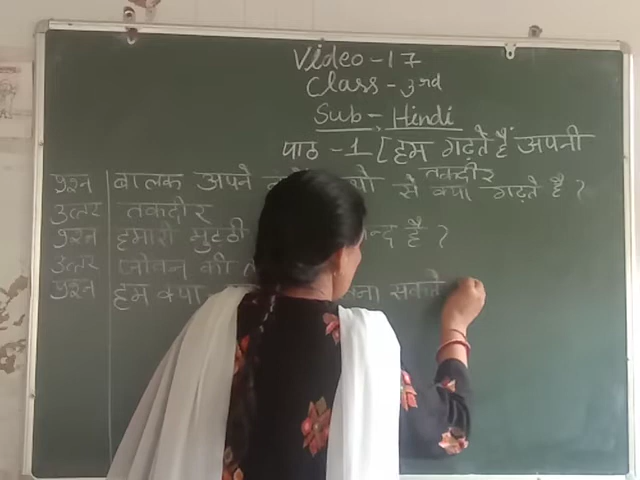 Video-17
Class-3rd
Sub-Hindi
पाठ-1 [हम गढ़ते हैं अपनी
तकदीर
प्रश्न बालक अपने से क्या गढ़ते है?
उत्तर तकदीर
प्रश्न हमारी मुट्ठी है?
उत्तर जीवन की
प्रश्न हम क्या सकते